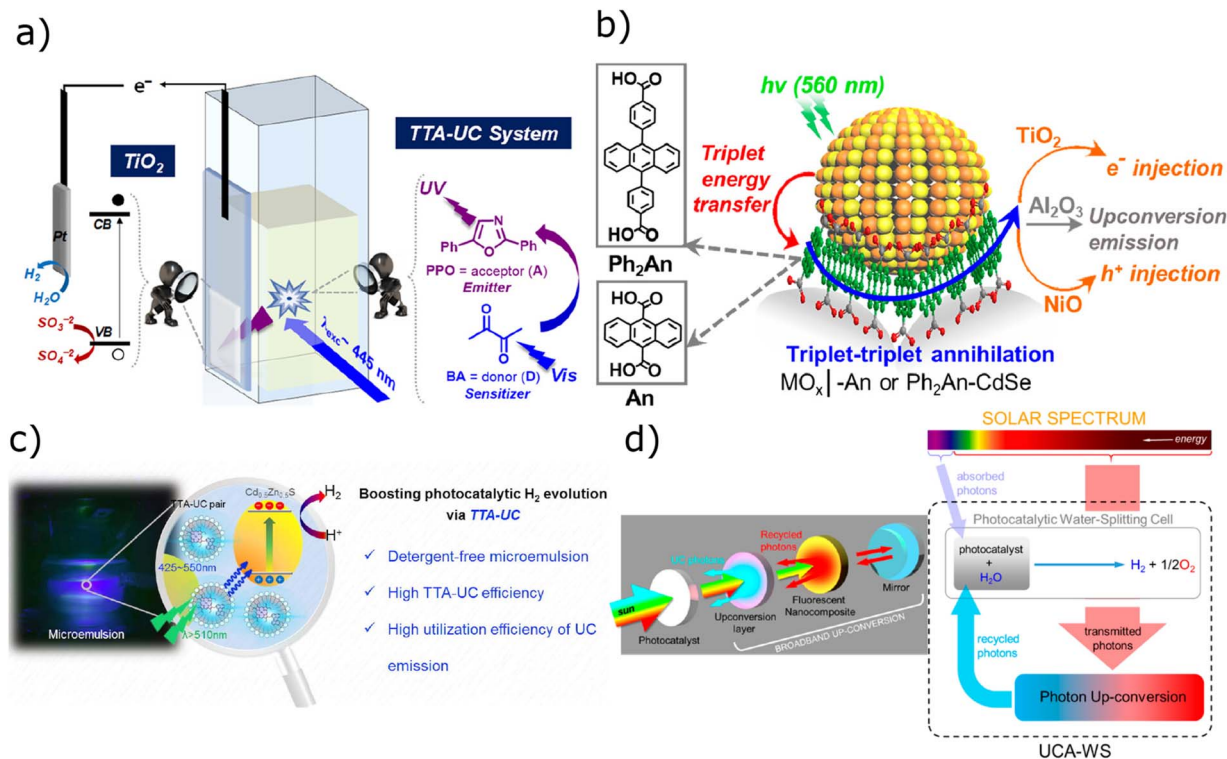 a)
e⁻
TiO₂
TTA-UC System
Pt
CB
VB
H₂
H₂O
SO₃⁻²
SO₄⁻²
λexc~ 445 nm
UV
N
Ph
O
Ph
PPO = acceptor (A)
Emitter
O
O
BA = donor (D)
Sensitizer
Vis
b)
HO
O
O
HO
Ph₂An
HO
O
O
HO
An
hv (560 nm)
Triplet
energy
transfer
TiO₂
e⁻ injection
Al₂O₃
Upconversion
emission
h⁺ injection
NiO
Triplet-triplet annihilation
MOₓ|-An or Ph₂An-CdSe
c)
TTA-UC pair
Cd₀.₅Zn₀.₅S
H₂
H⁺
425~550nm
λ>510nm
Microemulsion
Boosting photocatalytic H₂ evolution
via TTA-UC
✓ Detergent-free microemulsion
✓ High TTA-UC efficiency
✓ High utilization efficiency of UC
emission
d)
SOLAR SPECTRUM
energy
absorbed
photons
Photocatalytic Water-Splitting Cell
photocatalyst
+
H₂O
H₂ + 1/2O₂
transmitted
photons
recycled
photons
Photon Up-conversion
UCA-WS
sun
UC photons
Recycled
photons
Photocatalyst
Upconversion
layer
Fluorescent
Nanocomposite
Mirror
BROADBAND UP-CONVERSION